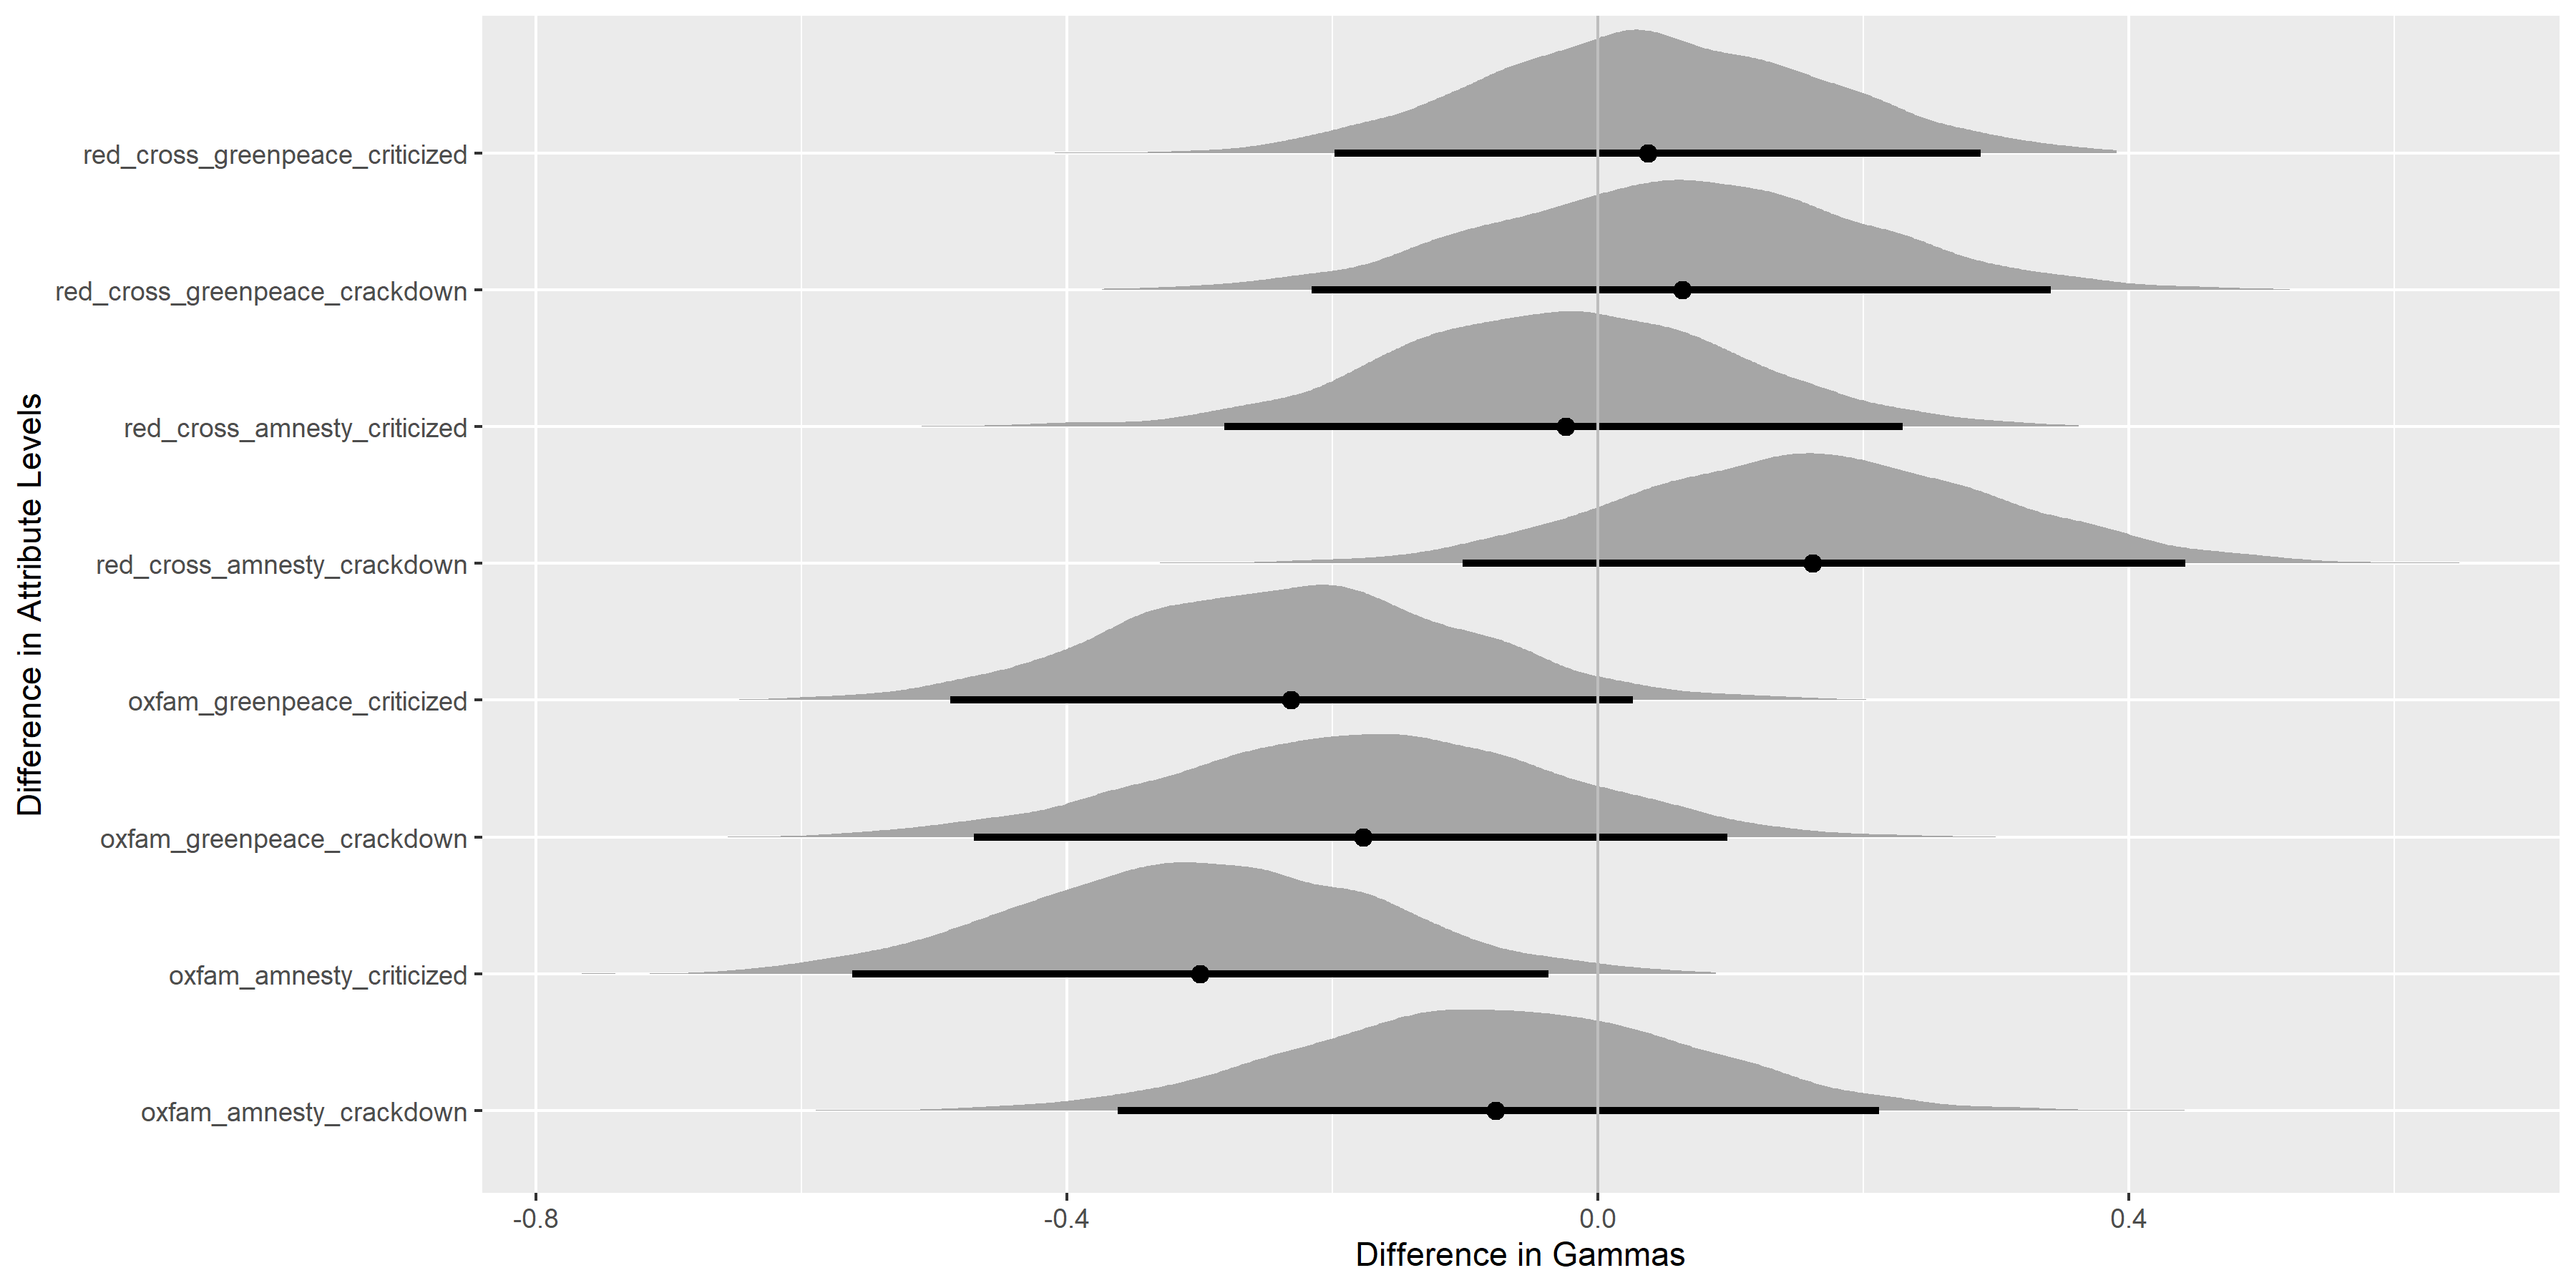 Difference in Attribute Levels
red_cross_greenpeace_criticized
red_cross_greenpeace_crackdown
red_cross_amnesty_criticized
red_cross_amnesty_crackdown
oxfam_greenpeace_criticized
oxfam_greenpeace_crackdown
oxfam_amnesty_criticized
oxfam_amnesty_crackdown
-0.8 -0.4 0.0 0.4
Difference in Gammas